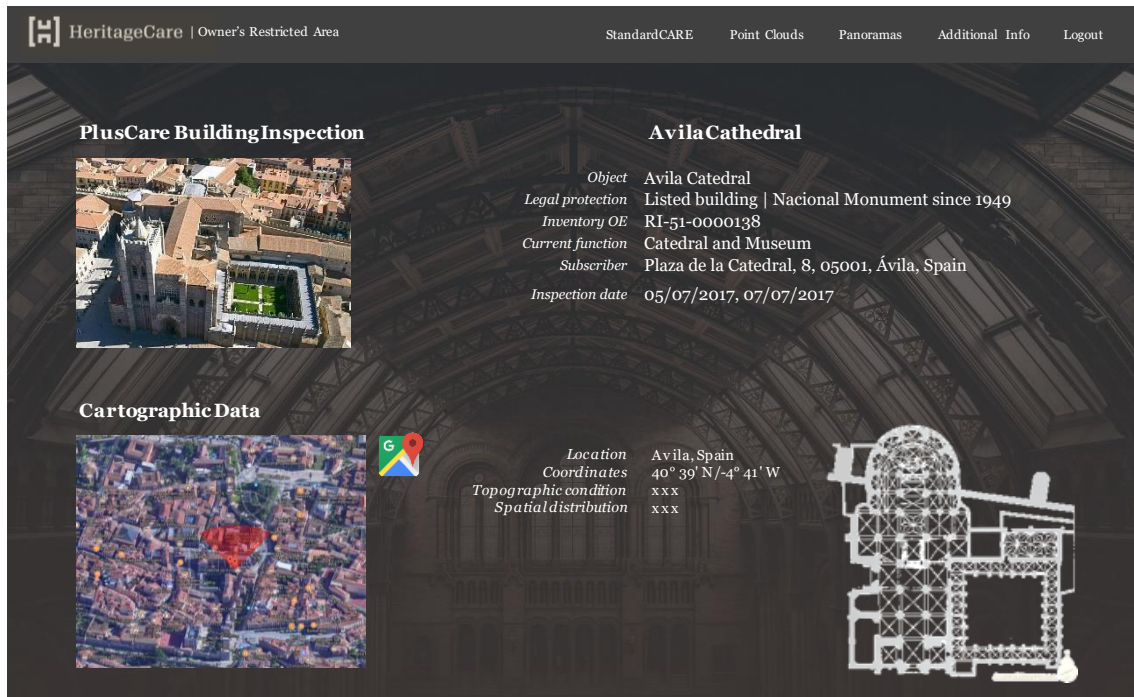 HeritageCare | Owner's Restricted Area
StandardCARE Point Clouds Panoramas Additional Info Logout
PlusCare Building Inspection
Avila Cathedral
Object Avila Catedral
Legal protection Listed building | Nacional Monument since 1949
Inventory OE RI-51-0000138
Current function Catedral and Museum
Subscriber Plaza de la Catedral, 8, 05001, Ávila, Spain
Inspection date 05/07/2017, 07/07/2017
Cartographic Data
G
Location Avila, Spain
Coordinates 40° 39' N/-4° 41' W
Topographic condition xxx
Spatial distribution xxx